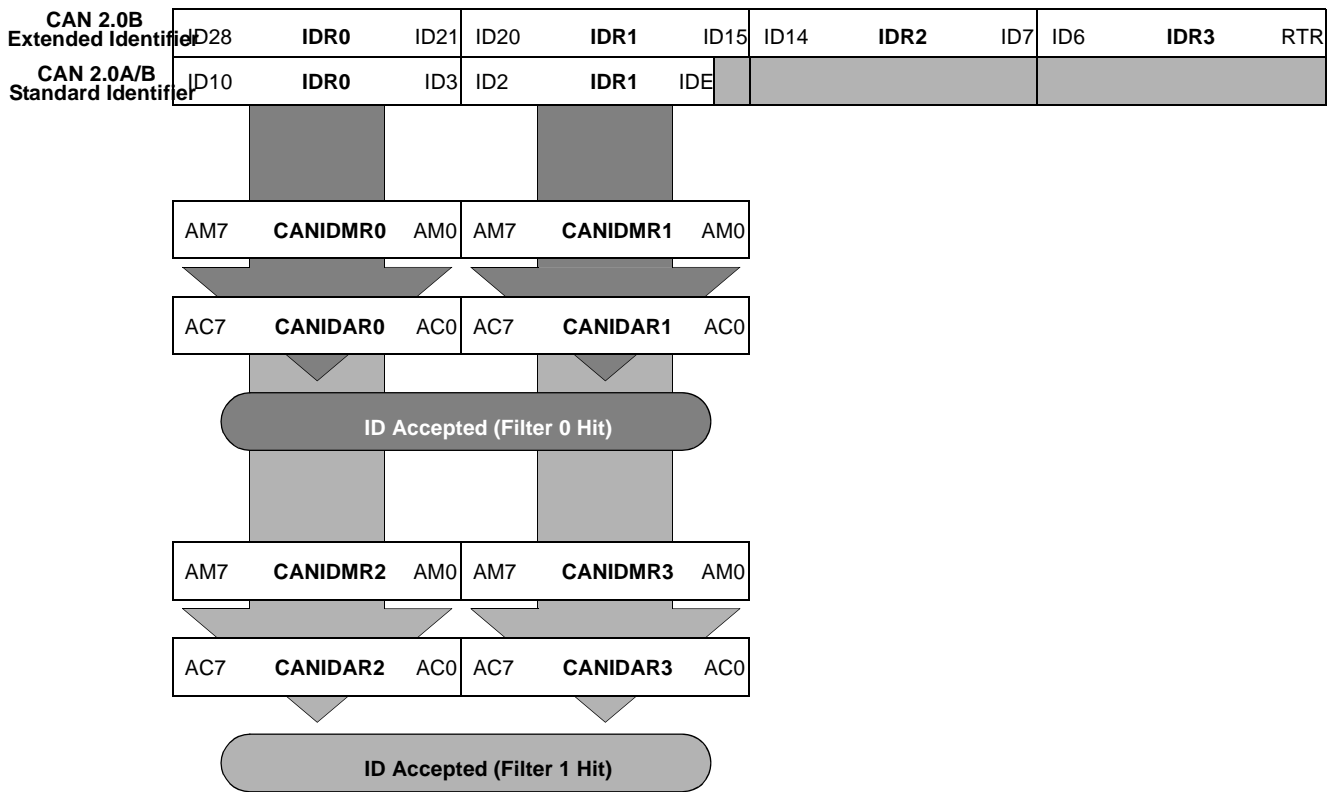 CAN 2.0B
Extended Identifier
ID28 IDR0 ID21 ID20 IDR1 ID15 ID14 IDR2 ID7 ID6 IDR3 RTR
CAN 2.0A/B
Standard Identifier
ID10 IDR0 ID3 ID2 IDR1 IDE
AM7 CANIDMR0 AM0 AM7 CANIDMR1 AM0
AC7 CANIDAR0 AC0 AC7 CANIDAR1 AC0
ID Accepted (Filter 0 Hit)
AM7 CANIDMR2 AM0 AM7 CANIDMR3 AM0
AC7 CANIDAR2 AC0 AC7 CANIDAR3 AC0
ID Accepted (Filter 1 Hit)